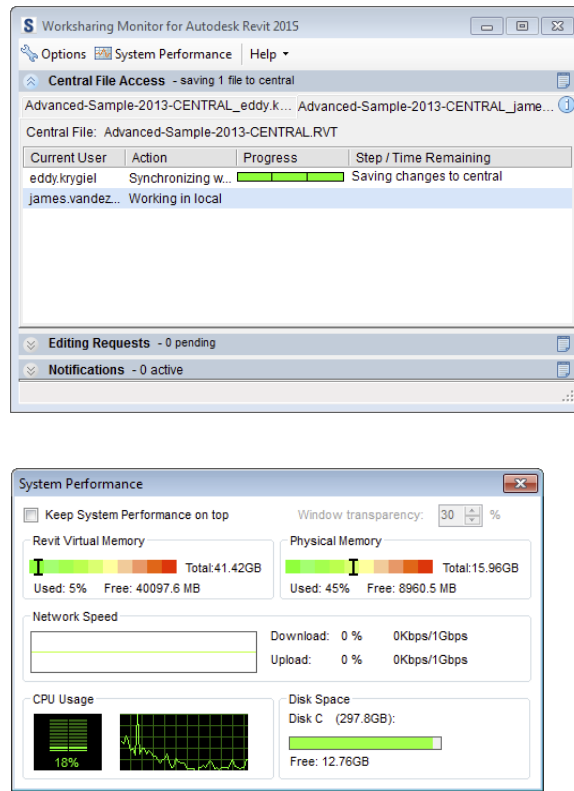 S Worksharing Monitor for Autodesk Revit 2015
Options System Performance Help
Central File Access - saving 1 file to central
Advanced-Sample-2013-CENTRAL_eddy.k... Advanced-Sample-2013-CENTRAL_jame...
Central File: Advanced-Sample-2013-CENTRAL.RVT
Current User Action Progress Step / Time Remaining
eddy.krygiel Synchronizing w... Saving changes to central
james.vandez... Working in local
Editing Requests - 0 pending
Notifications - 0 active
System Performance
Keep System Performance on top Window transparency: 30 %
Revit Virtual Memory Physical Memory
Total:41.42GB Total:15.96GB
Used: 5% Free: 40097.6 MB Used: 45% Free: 8960.5 MB
Network Speed
Download: 0 % 0Kbps/1Gbps
Upload: 0 % 0Kbps/1Gbps
CPU Usage Disk Space
Disk C (297.8GB):
18% Free: 12.76GB